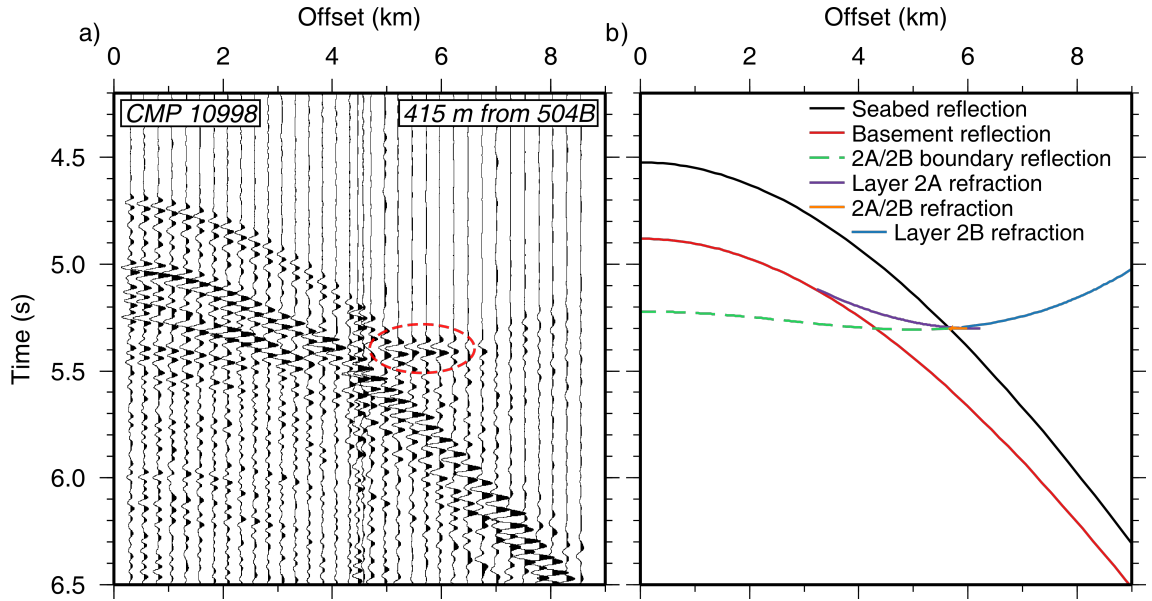 Offset (km)
Offset (km)
a)
b)
0 2 4 6 8
0 2 4 6 8
CMP 10998
415 m from 504B
Seabed reflection
Basement reflection
2A/2B boundary reflection
Layer 2A refraction
2A/2B refraction
Layer 2B refraction
Time (s)
4.5
5.0
5.5
6.0
6.5